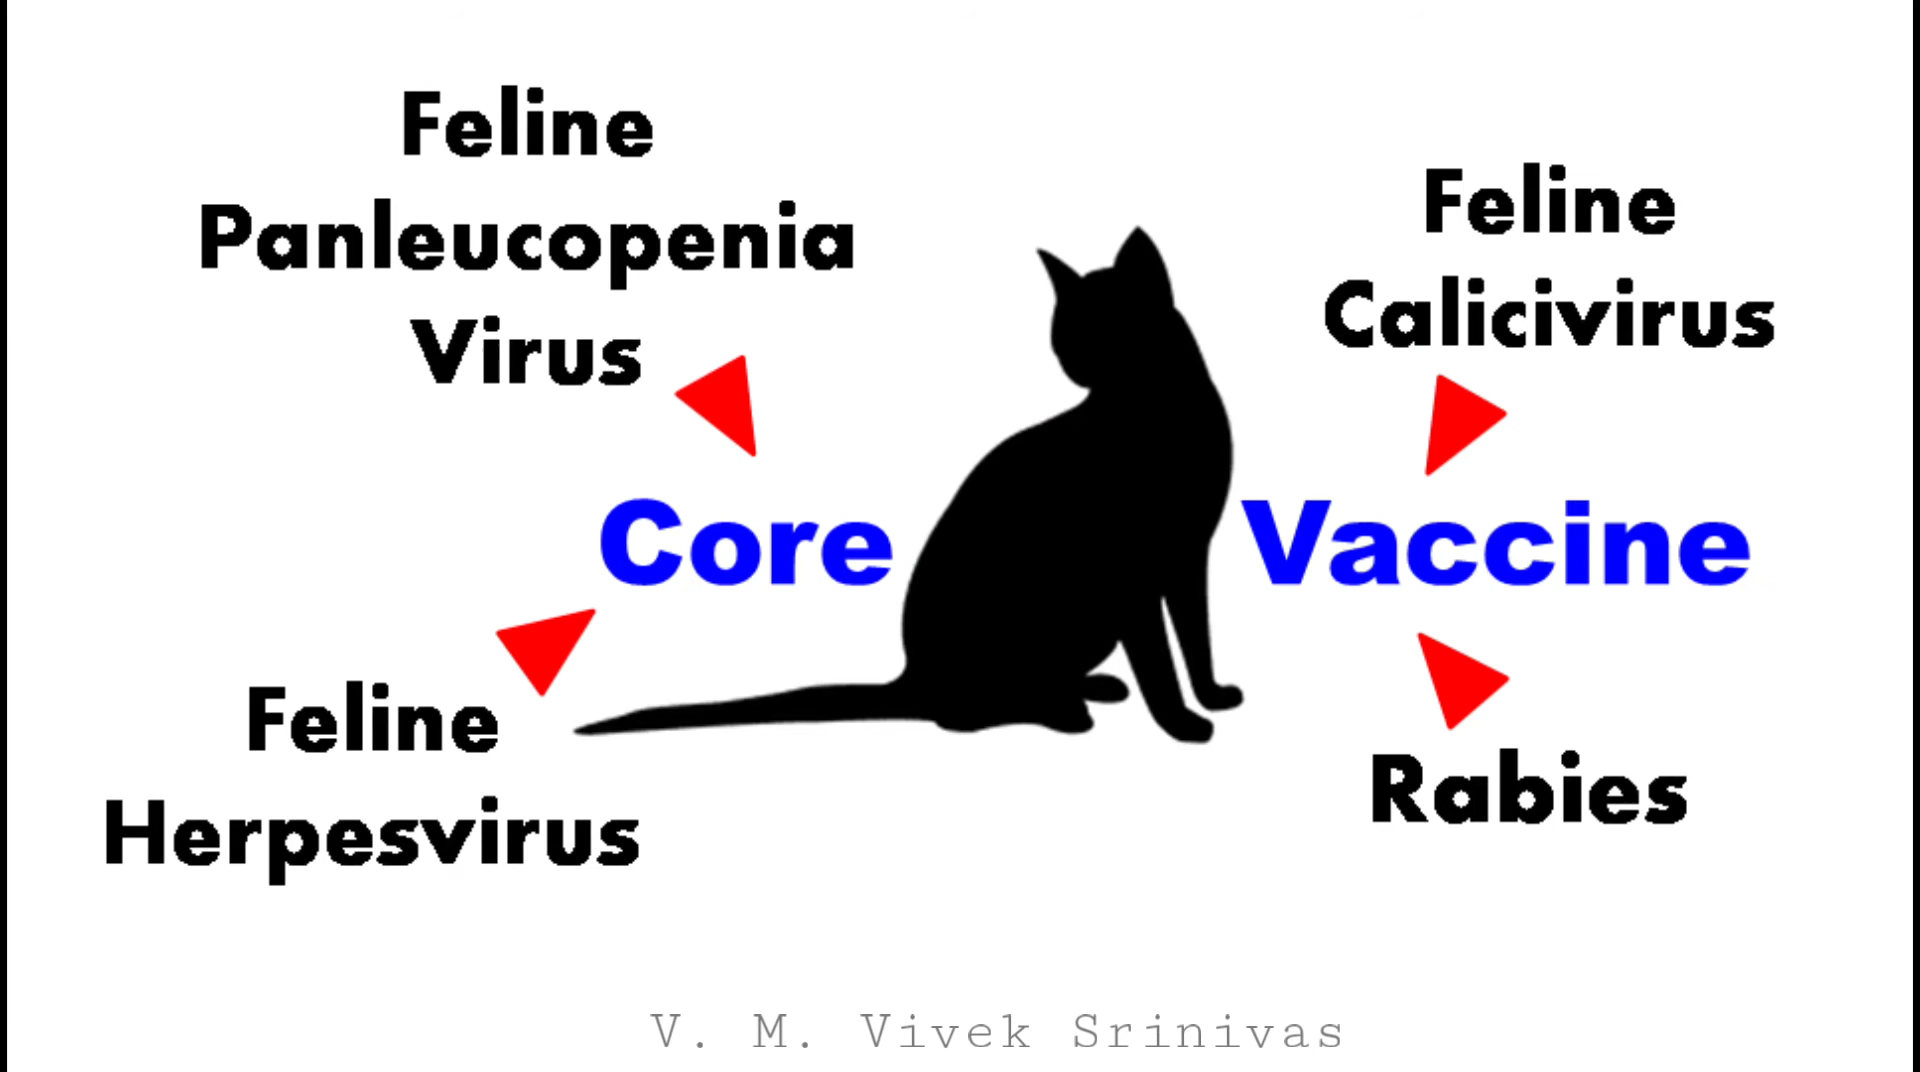 Feline
Panleucopenia
Virus
Feline
Calicivirus
Core Vaccine
Feline
Herpesvirus
Rabies
V. M. Vivek Srinivas